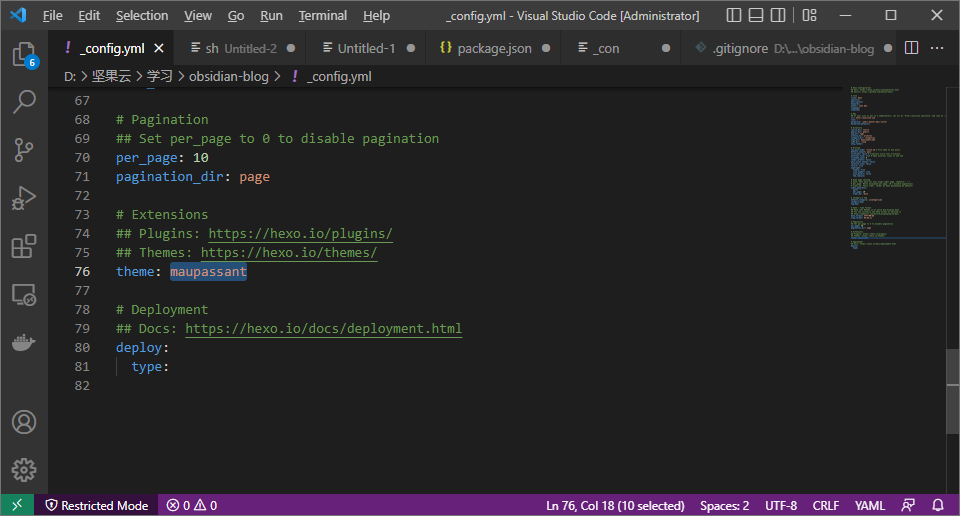 File Edit Selection View Go Run Terminal Help _config.yml - Visual Studio Code [Administrator]
! _config.yml sh Untitled-2 Untitled-1 {} package.json _con .gitignore D:\...\obsidian-blog
D: > 坚果云 > 学习 > obsidian-blog > ! _config.yml
6
67
68 # Pagination
69 ## Set per_page to 0 to disable pagination
70 per_page: 10
71 pagination_dir: page
72
73 # Extensions
74 ## Plugins: https://hexo.io/plugins/
75 ## Themes: https://hexo.io/themes/
76 theme: maupassant
77
78 # Deployment
79 ## Docs: https://hexo.io/docs/deployment.html
80 deploy:
81   type:
82
Restricted Mode 0 0 Ln 76, Col 18 (10 selected) Spaces: 2 UTF-8 CRLF YAML